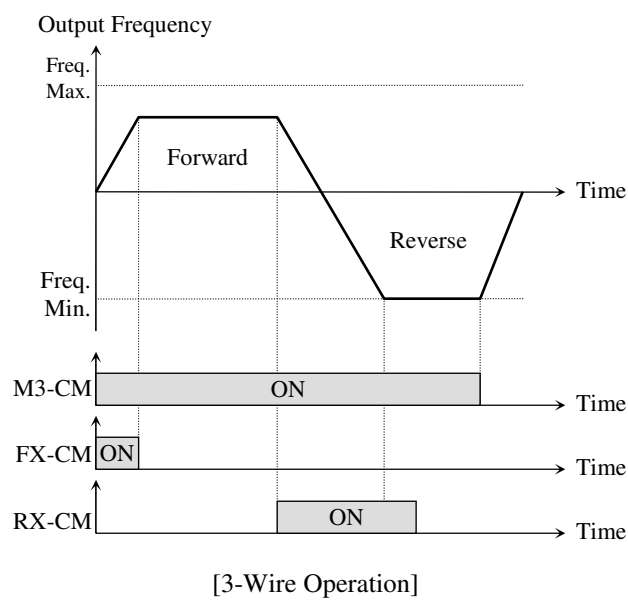 Output Frequency
Freq.
Max.
Forward
Time
Reverse
Freq.
Min.
M3-CM
ON
Time
FX-CM
ON
Time
RX-CM
ON
Time
[3-Wire Operation]